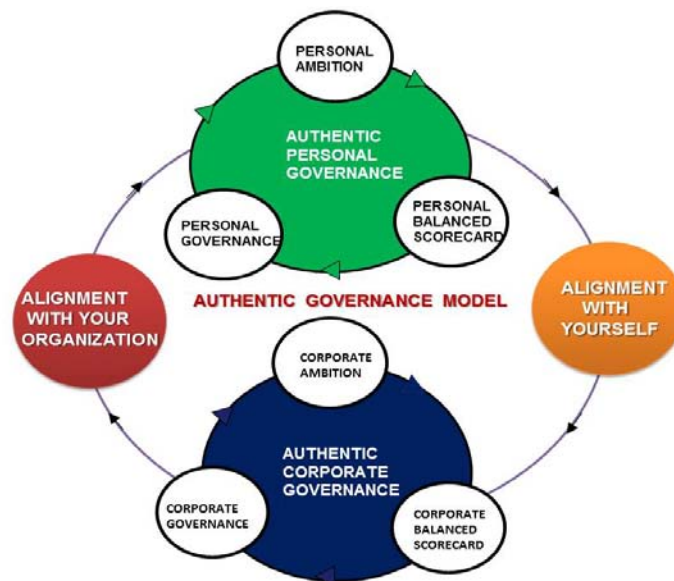 PERSONAL
AMBITION
AUTHENTIC
PERSONAL
GOVERNANCE
PERSONAL
GOVERNANCE
PERSONAL
BALANCED
SCORECARD
ALIGNMENT
WITH YOUR
ORGANIZATION
AUTHENTIC GOVERNANCE MODEL
ALIGNMENT
WITH
YOURSELF
CORPORATE
AMBITION
AUTHENTIC
CORPORATE
GOVERNANCE
CORPORATE
GOVERNANCE
CORPORATE
BALANCED
SCORECARD